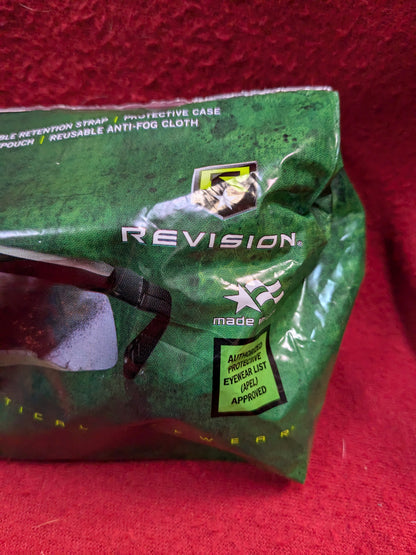 BLE RETENTION STRAP / PROTECTIVE CASE
POUCH / REUSABLE ANTI-FOG CLOTH
REVISION®
made
AUTHORIZED
PROTECTIVE
EYEWEAR LIST
(APEL)
APPROVED
TICAL EWEAR